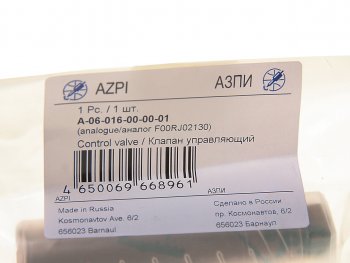 AZPI АЗПИ
1 Pc. / 1 шт.
A-06-016-00-00-01
(analogue/аналог F00RJ02130)
Control valve / Клапан управляющий
4 650069 668961
AZPI АЗПИ
Made in Russia Сделано в России
Kosmonavtov Ave. 6/2 пр. Космонавтов, 6/2
656023 Barnaul 656023 Барнаул